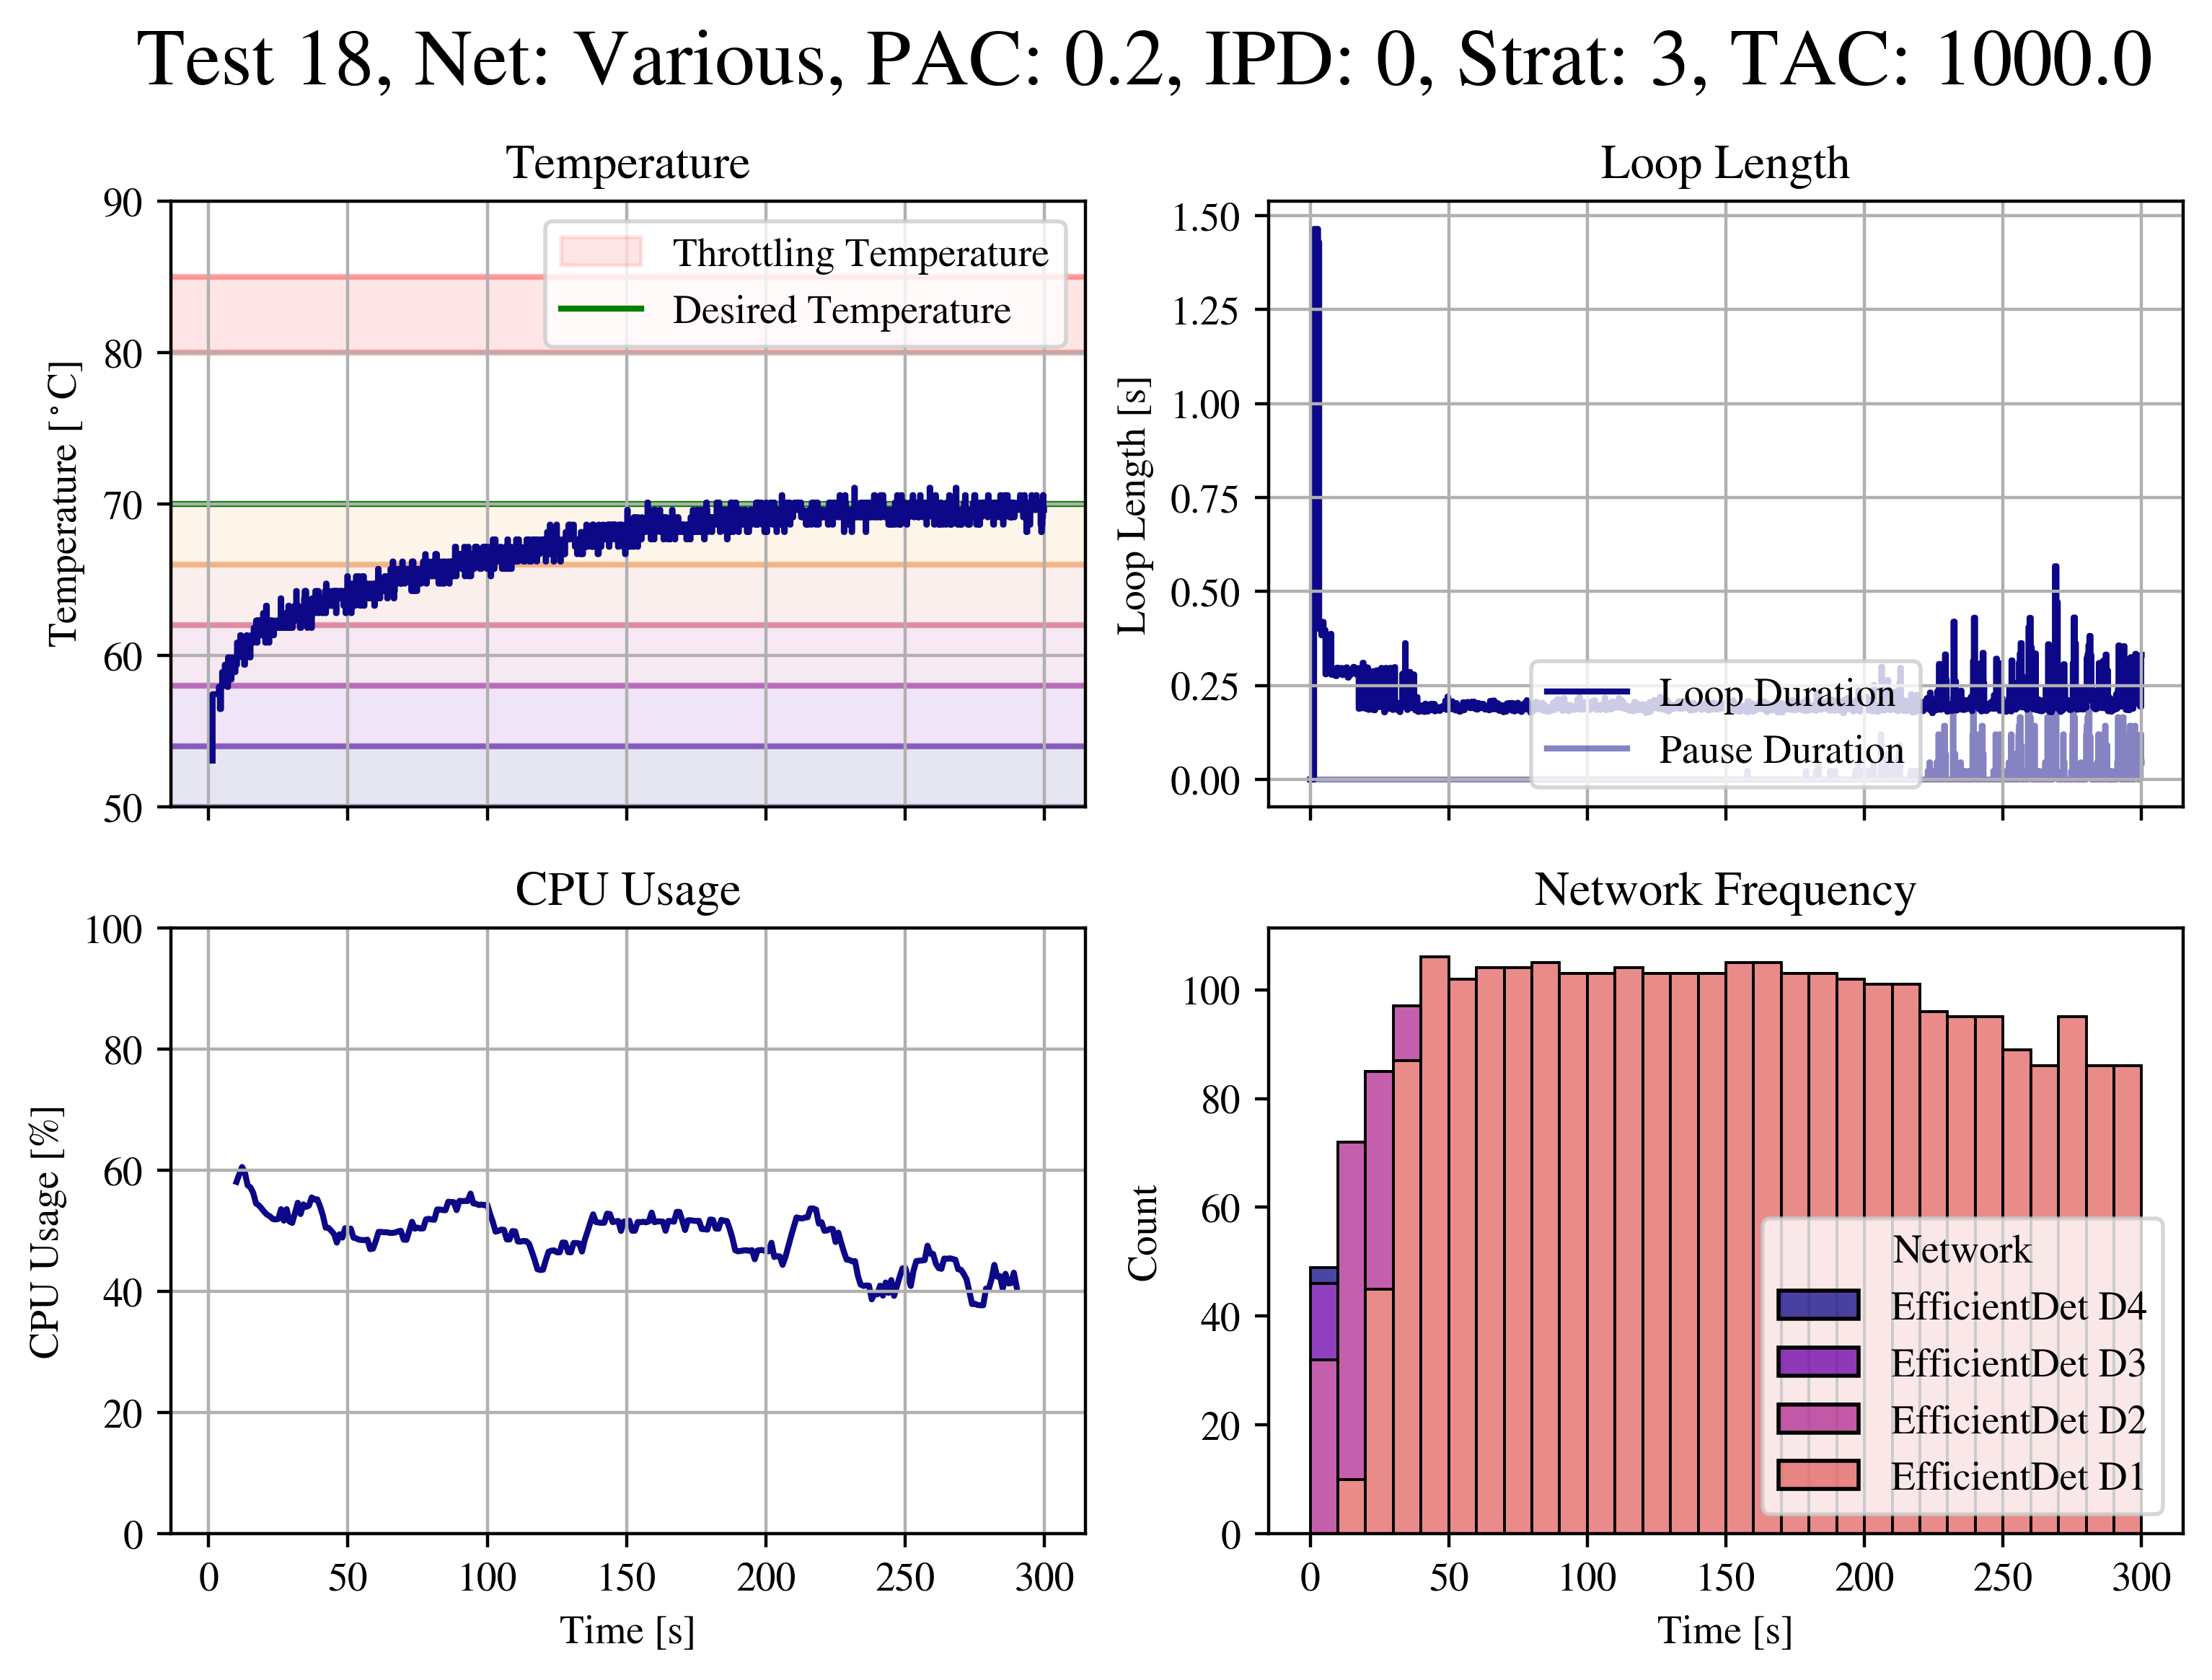 Test 18, Net: Various, PAC: 0.2, IPD: 0, Strat: 3, TAC: 1000.0
Temperature
90
80
70
60
50
Temperature [°C]
Throttling Temperature
Desired Temperature
Loop Length
1.50
1.25
1.00
0.75
0.50
0.25
0.00
Loop Length [s]
Loop Duration
Pause Duration
CPU Usage
100
80
60
40
20
0
CPU Usage [%]
0 50 100 150 200 250 300
Time [s]
Network Frequency
100
80
60
40
20
0
Count
Network
EfficientDet D4
EfficientDet D3
EfficientDet D2
EfficientDet D1
0 50 100 150 200 250 300
Time [s]